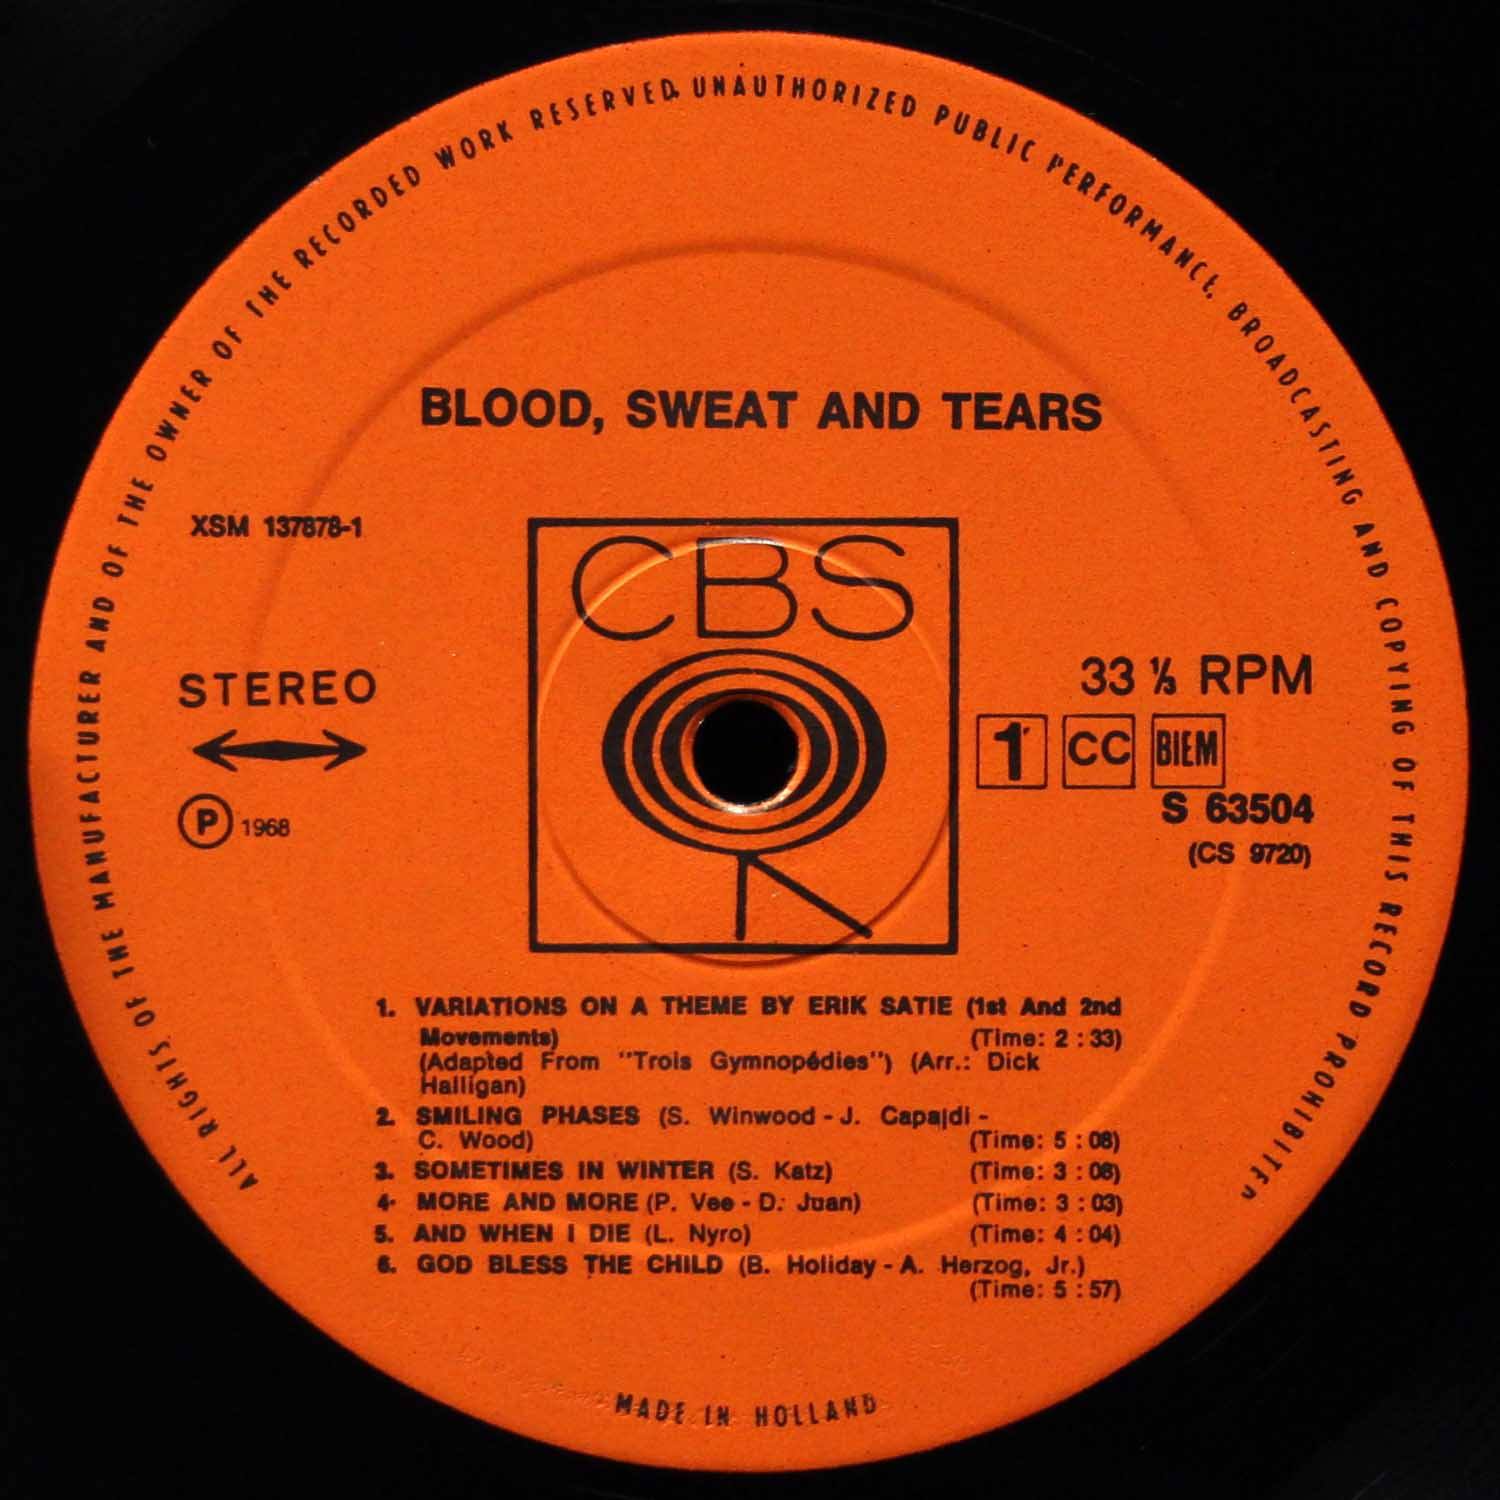 ALL RIGHTS OF THE MANUFACTURER AND OF THE OWNER OF THE RECORDED WORK RESERVED. UNAUTHORIZED PUBLIC PERFORMANCE, BROADCASTING AND COPYING OF THIS RECORD PROHIBITED
BLOOD, SWEAT AND TEARS
XSM 137878-1
CBS
STEREO
33 ⅓ RPM
1 CC BIEM
S 63504
(CS 9720)
Ⓟ 1968
1. VARIATIONS ON A THEME BY ERIK SATIE (1st And 2nd
Movements) (Time: 2 : 33)
(Adapted From "Trois Gymnopédies") (Arr.: Dick
Halligan)
2. SMILING PHASES (S. Winwood - J. Capaldi -
C. Wood) (Time: 5 : 08)
3. SOMETIMES IN WINTER (S. Katz) (Time: 3 : 08)
4. MORE AND MORE (P. Vee - D. Juan) (Time: 3 : 03)
5. AND WHEN I DIE (L. Nyro) (Time: 4 : 04)
6. GOD BLESS THE CHILD (B. Holiday - A. Herzog, Jr.)
(Time: 5 : 57)
MADE IN HOLLAND